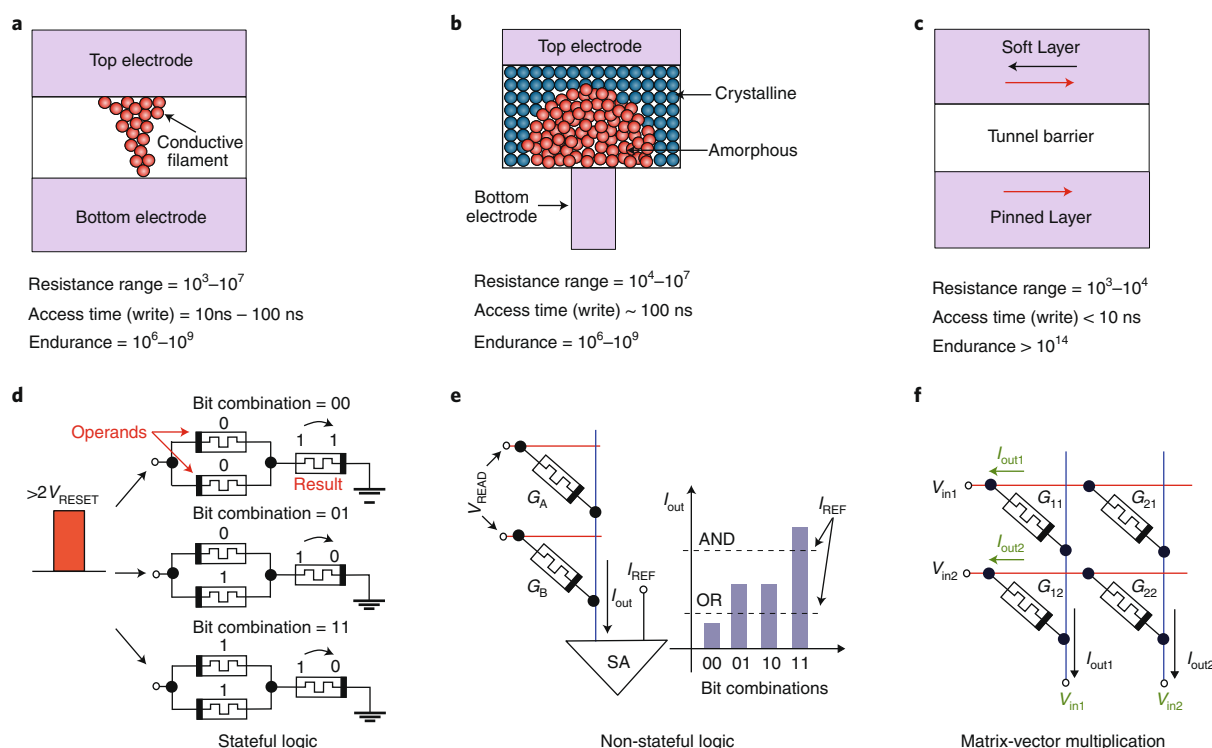 a
Top electrode
Conductive
filament
Bottom electrode
Resistance range = 10³–10⁷
Access time (write) = 10ns – 100 ns
Endurance = 10⁶–10⁹
b
Top electrode
Crystalline
Amorphous
Bottom
electrode
Resistance range = 10⁴–10⁷
Access time (write) ~ 100 ns
Endurance = 10⁶–10⁹
c
Soft Layer
Tunnel barrier
Pinned Layer
Resistance range = 10³–10⁴
Access time (write) < 10 ns
Endurance > 10¹⁴
d
Bit combination = 00
Operands
0
1 1
0
Result
>2V_RESET
Bit combination = 01
0
1 0
1
Bit combination = 11
1
1 0
1
Stateful logic
e
V_READ
G_A
G_B
I_out
I_REF
SA
I_out
I_REF
AND
OR
00 01 10 11
Bit combinations
Non-stateful logic
f
I_out1
V_in1
G_11
G_21
I_out2
V_in2
G_12
G_22
I_out1
I_out2
V_in1
V_in2
Matrix-vector multiplication